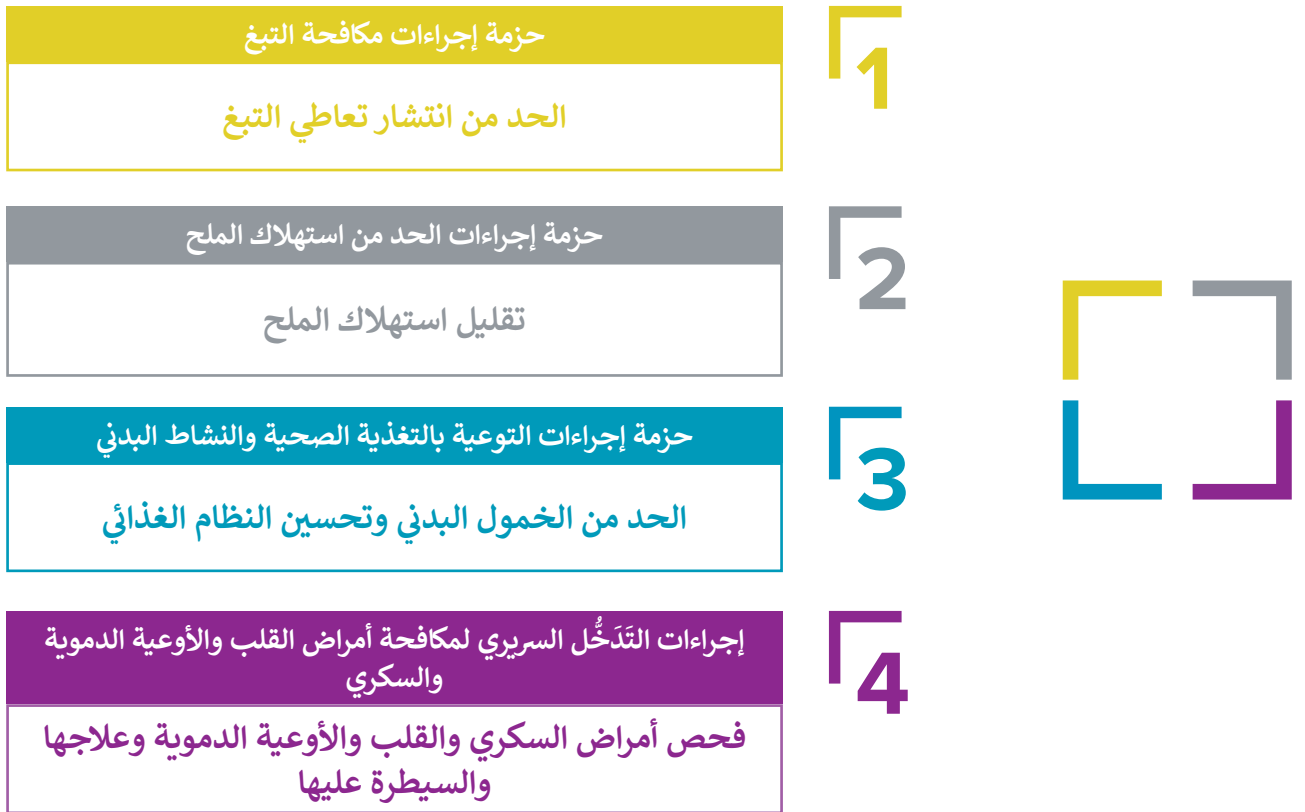 1
حزمة إجراءات مكافحة التبغ
الحد من انتشار تعاطي التبغ
2
حزمة إجراءات الحد من استهلاك الملح
تقليل استهلاك الملح
3
حزمة إجراءات التوعية بالتغذية الصحية والنشاط البدني
الحد من الخمول البدني وتحسين النظام الغذائي
4
إجراءات التَدَخُّل السريري لمكافحة أمراض القلب والأوعية الدموية
والسكري
فحص أمراض السكري والقلب والأوعية الدموية وعلاجها
والسيطرة عليها